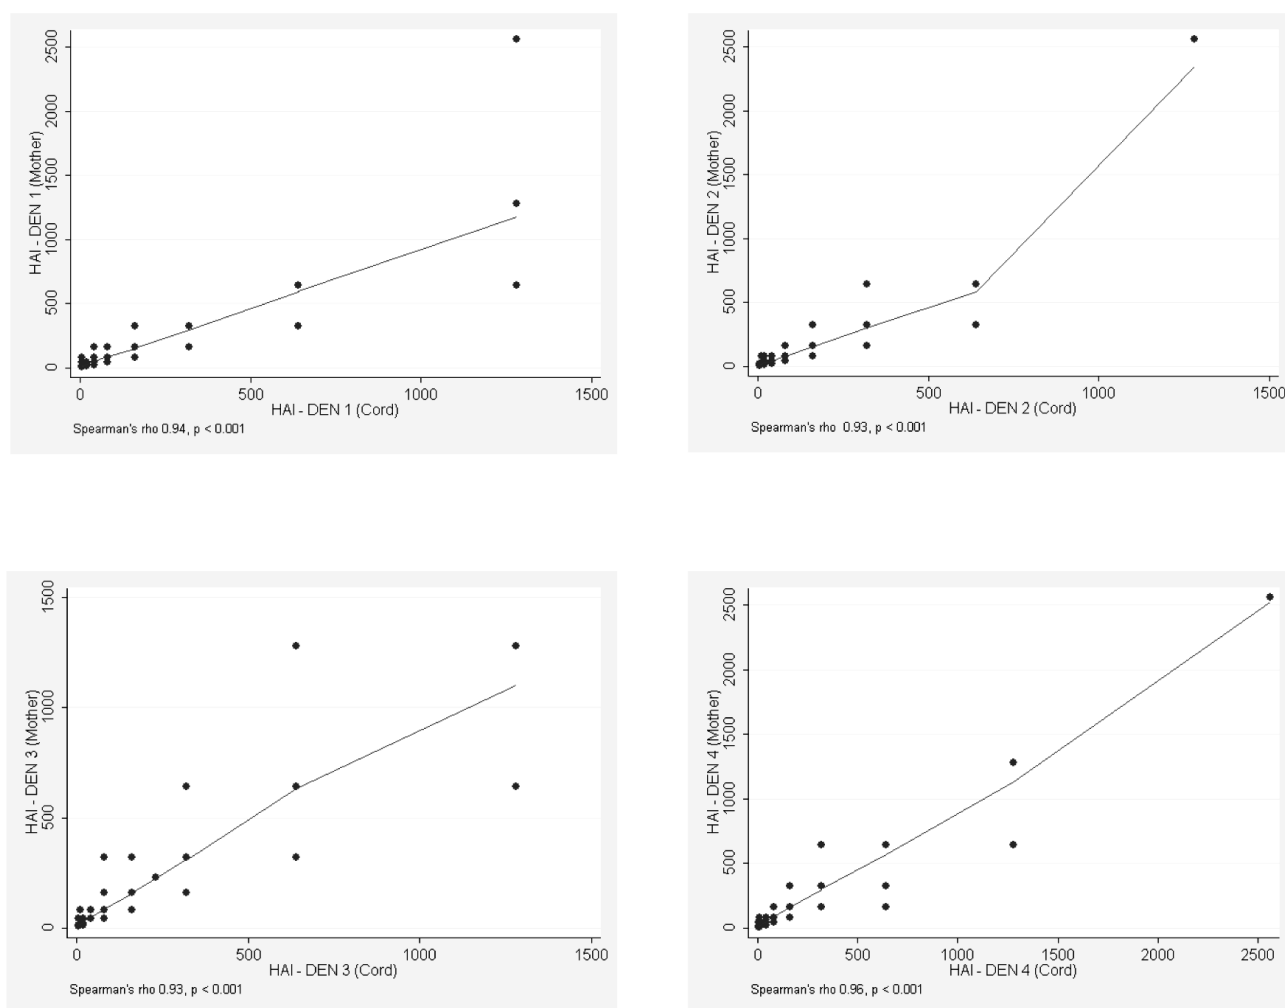 2500
2000
1500
1000
500
0
HAI - DEN 1 (Mother)
0 500 1000 1500
HAI - DEN 1 (Cord)
Spearman's rho 0.94, p < 0.001
2500
2000
1500
1000
500
0
HAI - DEN 2 (Mother)
0 500 1000 1500
HAI - DEN 2 (Cord)
Spearman's rho 0.93, p < 0.001
1500
1000
500
0
HAI - DEN 3 (Mother)
0 500 1000 1500
HAI - DEN 3 (Cord)
Spearman's rho 0.93, p < 0.001
2500
2000
1500
1000
500
0
HAI - DEN 4 (Mother)
0 500 1000 1500 2000 2500
HAI - DEN 4 (Cord)
Spearman's rho 0.96, p < 0.001